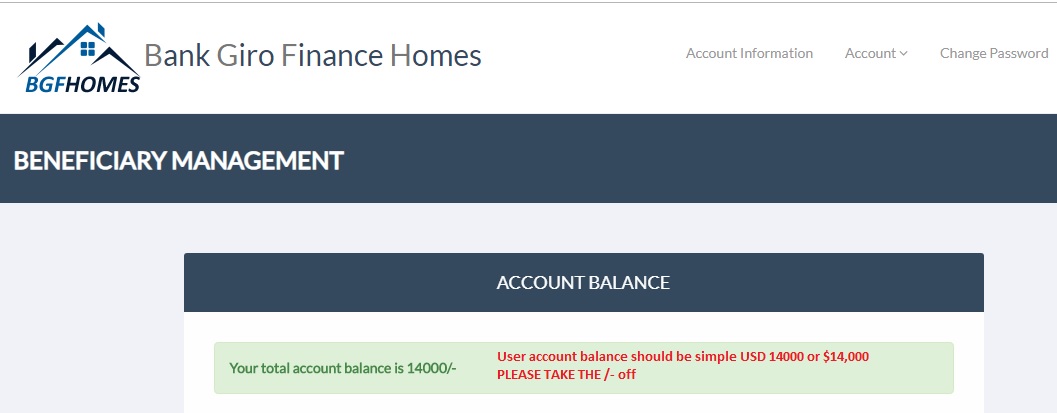 Bank Giro Finance Homes
BGFHOMES
Account Information
Account
Change Password
BENEFICIARY MANAGEMENT
ACCOUNT BALANCE
Your total account balance is 14000/-
User account balance should be simple USD 14000 or $14,000
PLEASE TAKE THE /- off